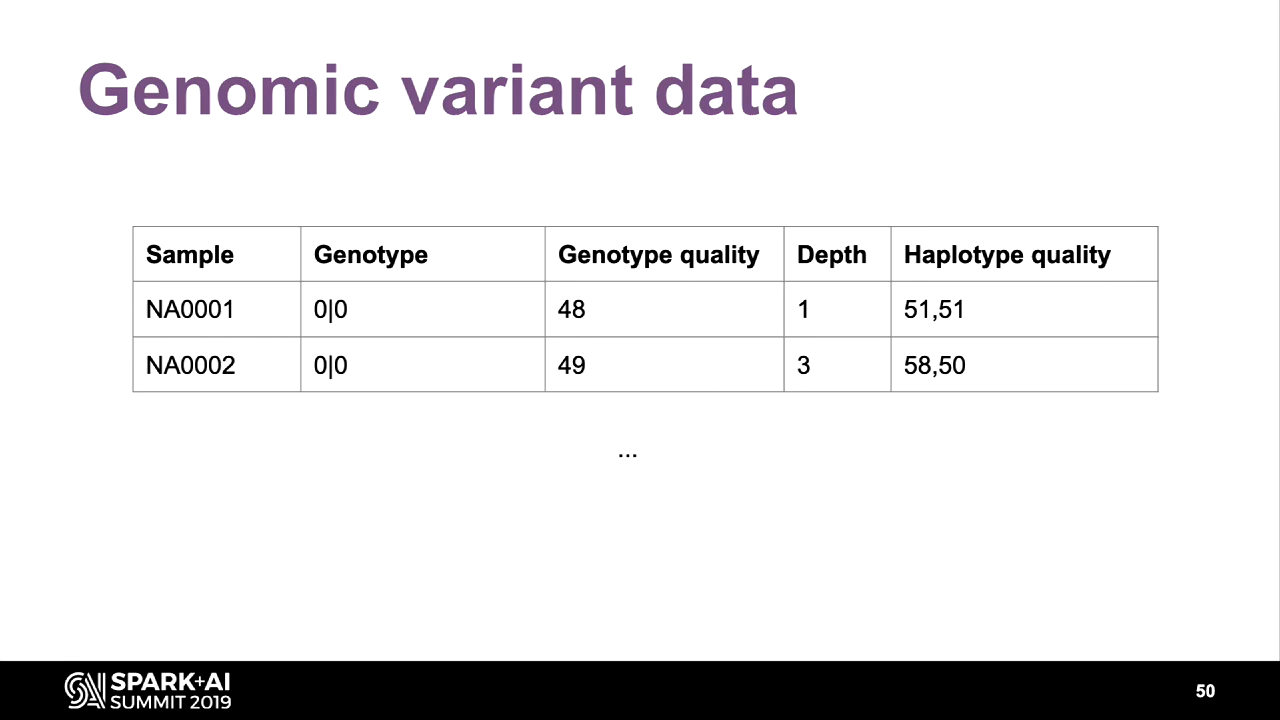 Genomic variant data
Sample Genotype Genotype quality Depth Haplotype quality
NA0001 0|0 48 1 51,51
NA0002 0|0 49 3 58,50
...
SPARK+AI
SUMMIT 2019
50